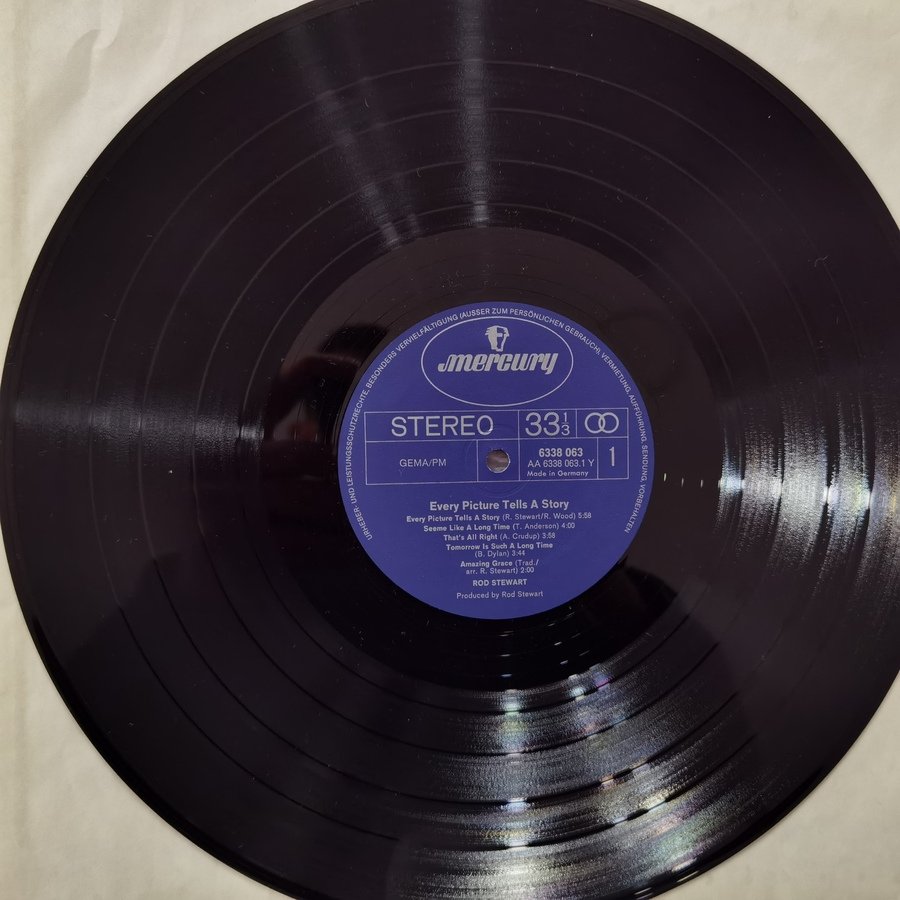 URHEBER- UND LEISTUNGSSCHUTZRECHTE, BESONDERS VERVIELFÄLTIGUNG (AUSSER ZUM PERSÖNLICHEN GEBRAUCH), VERMIETUNG, AUFFÜHRUNG, SENDUNG, VORBEHALTEN
mercury
STEREO 33 1/3
GEMA/PM
6338 063
AA 6338 063.1 Y
Made in Germany
1
Every Picture Tells A Story
Every Picture Tells A Story (R. Stewart/R. Wood) 5:58
Seeme Like A Long Time (T. Anderson) 4:00
That's All Right (A. Crudup) 3:58
Tomorrow Is Such A Long Time
(B. Dylan) 3:44
Amazing Grace (Trad./
arr. R. Stewart) 2:00
ROD STEWART
Produced by Rod Stewart